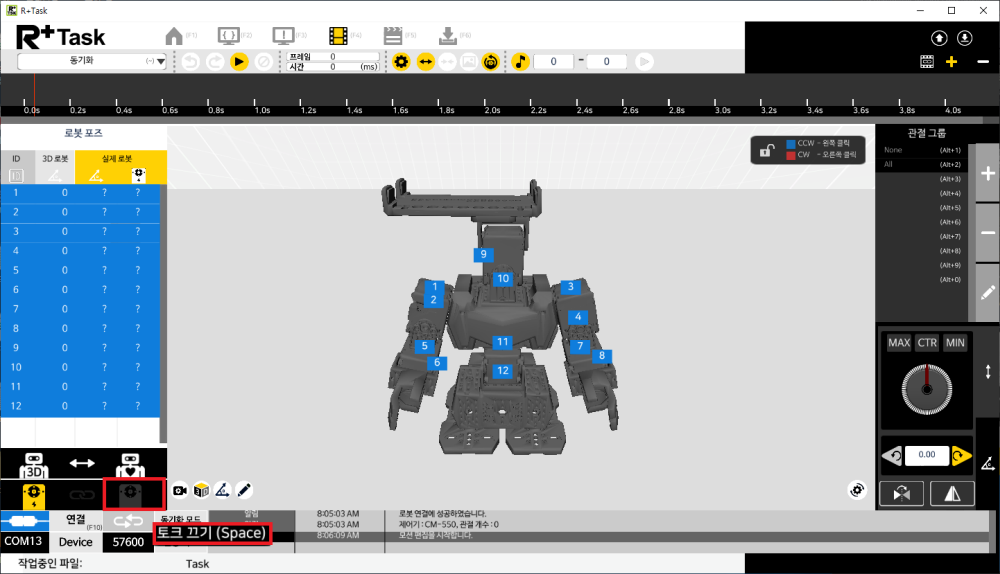 R+Task
R+Task (F1) (F2) (F3) (F4) (F5) (F6)
동기화 (-) 프레임 0 시간 0 (ms) 0 - 0
0.0s 0.2s 0.4s 0.6s 0.8s 1.0s 1.2s 1.4s 1.6s 1.8s 2.0s 2.2s 2.4s 2.6s 2.8s 3.0s 3.2s 3.4s 3.6s 3.8s 4.0s
로봇 포즈
ID 3D 로봇 실제 로봇
1 0 ? ?
2 0 ? ?
3 0 ? ?
4 0 ? ?
5 0 ? ?
6 0 ? ?
7 0 ? ?
8 0 ? ?
9 0 ? ?
10 0 ? ?
11 0 ? ?
12 0 ? ?
3D
CCW - 왼쪽 클릭
CW - 오른쪽 클릭
9
10
1
2
3
4
5
6
11
7
8
12
관절 그룹
None (Alt+1)
All (Alt+2)
(Alt+3)
(Alt+4)
(Alt+5)
(Alt+6)
(Alt+7)
(Alt+8)
(Alt+9)
(Alt+0)
MAX CTR MIN
0.00
연결 (F10) 동기화 모드
COM13 Device 57600
토크 끄기 (Space)
알림 8:05:03 AM 로봇 연결에 성공하였습니다.
8:05:03 AM 제어기 : CM-550, 관절 개수 : 0
8:06:09 AM 모션 편집을 시작합니다.
작업중인 파일: Task